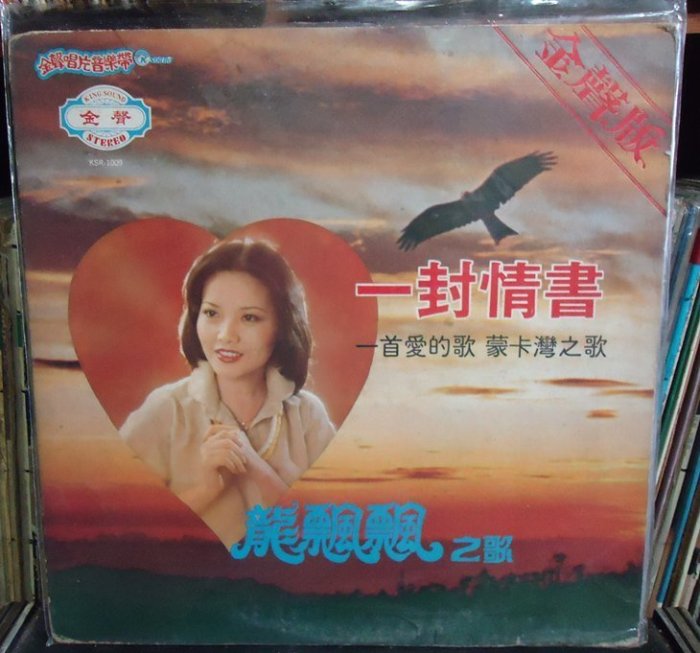 金聲唱片音樂帶
KING SOUND
金聲
STEREO
KSR-1009
金聲版
一封情書
一首愛的歌 蒙卡灣之歌
龍飄飄之歌